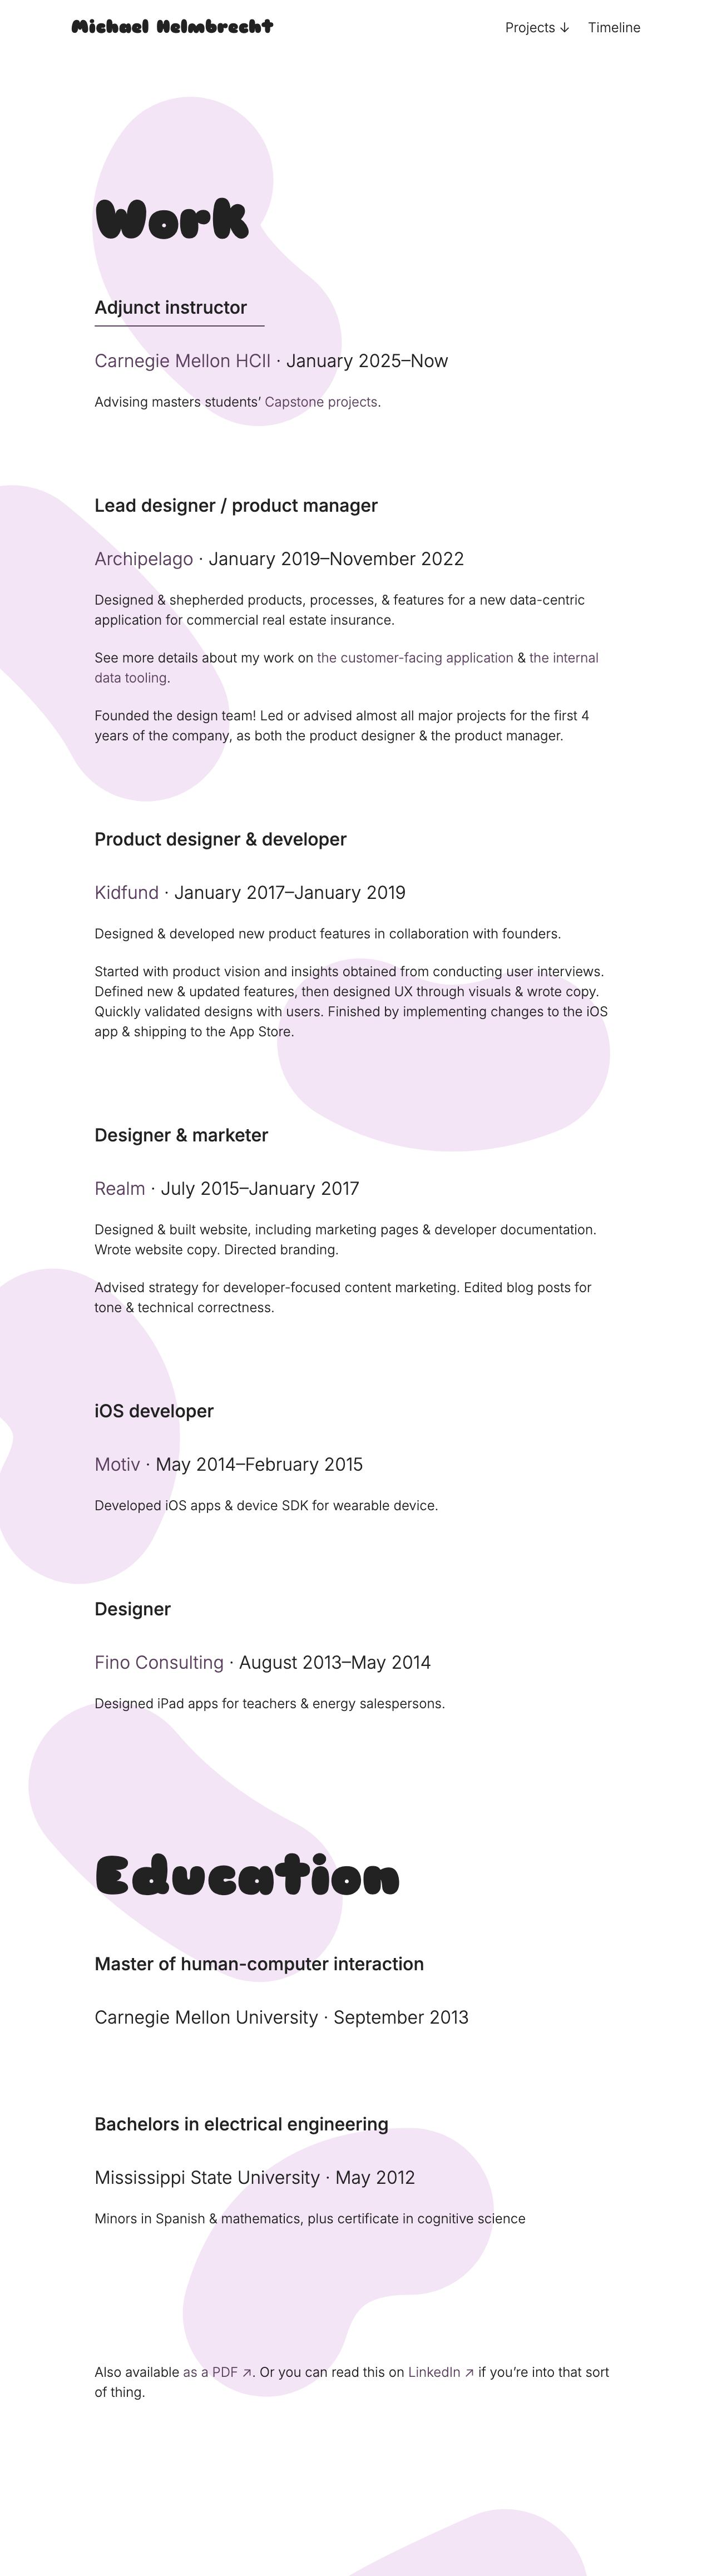 Michael Helmbrecht
Projects ↓ Timeline
Work
Adjunct instructor
Carnegie Mellon HCII · January 2025–Now
Advising masters students’ Capstone projects.
Lead designer / product manager
Archipelago · January 2019–November 2022
Designed & shepherded products, processes, & features for a new data-centric
application for commercial real estate insurance.
See more details about my work on the customer-facing application & the internal
data tooling.
Founded the design team! Led or advised almost all major projects for the first 4
years of the company, as both the product designer & the product manager.
Product designer & developer
Kidfund · January 2017–January 2019
Designed & developed new product features in collaboration with founders.
Started with product vision and insights obtained from conducting user interviews.
Defined new & updated features, then designed UX through visuals & wrote copy.
Quickly validated designs with users. Finished by implementing changes to the iOS
app & shipping to the App Store.
Designer & marketer
Realm · July 2015–January 2017
Designed & built website, including marketing pages & developer documentation.
Wrote website copy. Directed branding.
Advised strategy for developer-focused content marketing. Edited blog posts for
tone & technical correctness.
iOS developer
Motiv · May 2014–February 2015
Developed iOS apps & device SDK for wearable device.
Designer
Fino Consulting · August 2013–May 2014
Designed iPad apps for teachers & energy salespersons.
Education
Master of human-computer interaction
Carnegie Mellon University · September 2013
Bachelors in electrical engineering
Mississippi State University · May 2012
Minors in Spanish & mathematics, plus certificate in cognitive science
Also available as a PDF ↗. Or you can read this on LinkedIn ↗ if you’re into that sort
of thing.